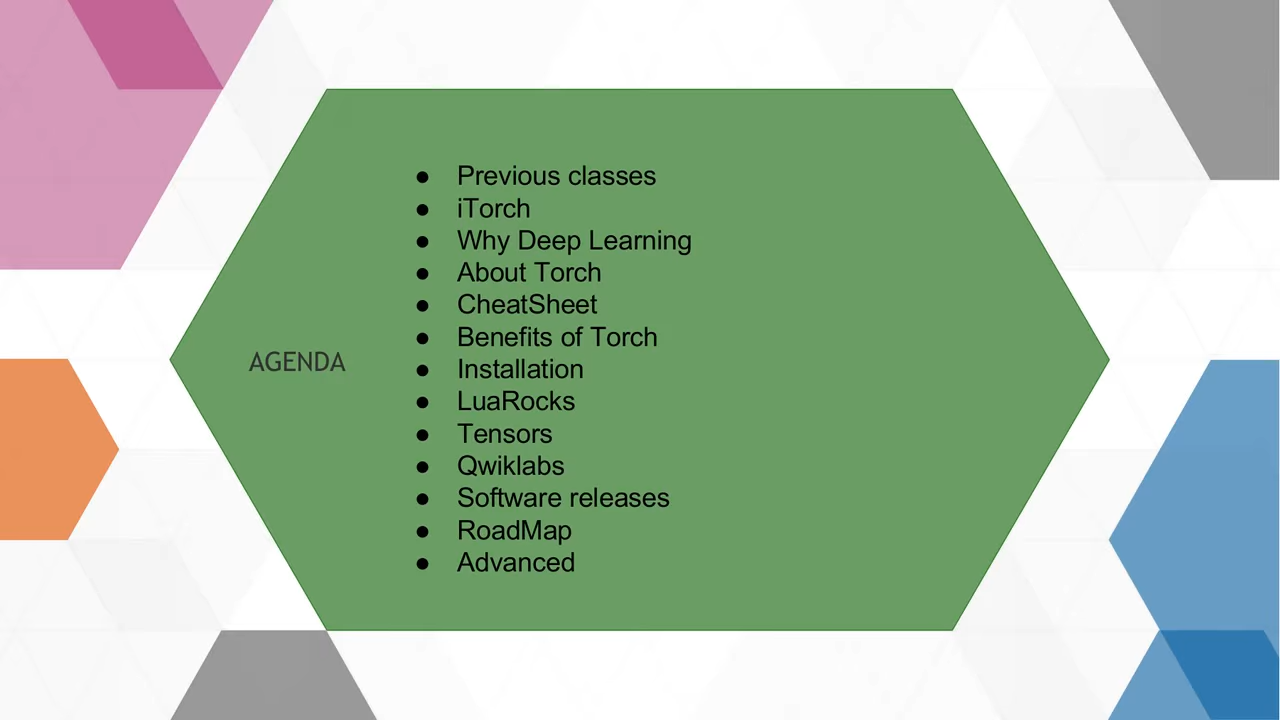 AGENDA
● Previous classes
● iTorch
● Why Deep Learning
● About Torch
● CheatSheet
● Benefits of Torch
● Installation
● LuaRocks
● Tensors
● Qwiklabs
● Software releases
● RoadMap
● Advanced